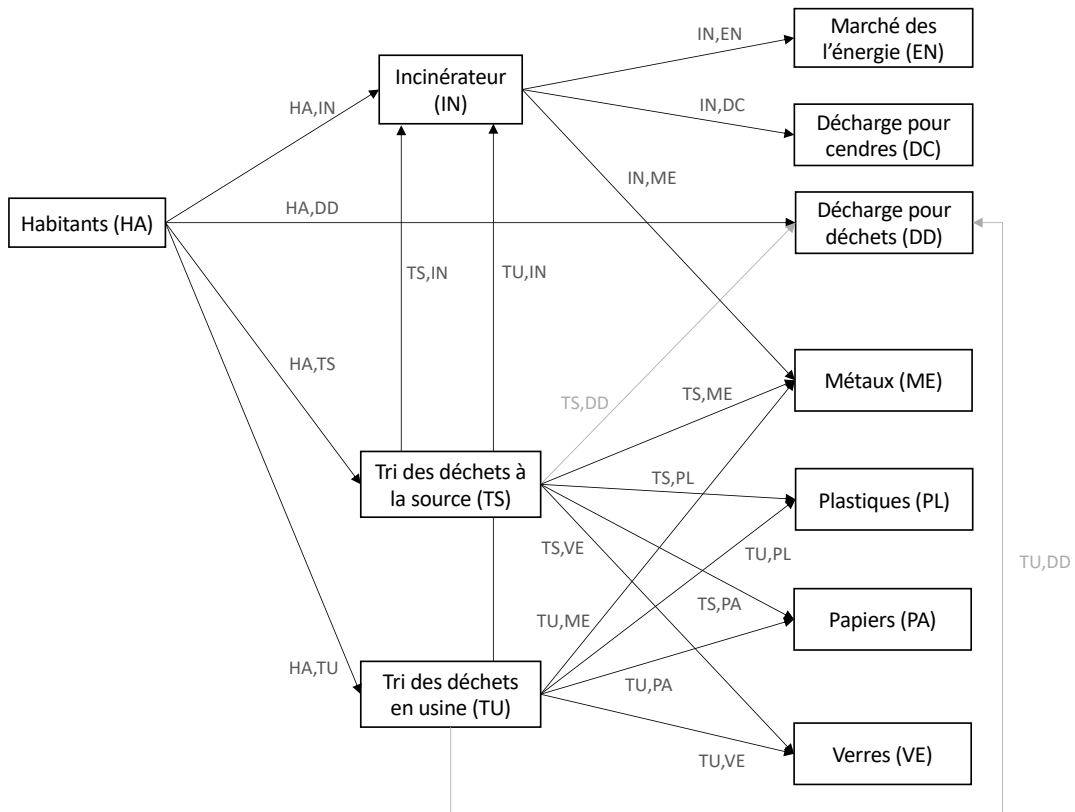 Marché des
l'énergie (EN)
IN,EN
Incinérateur
(IN)
HA,IN
IN,DC
Décharge pour
cendres (DC)
IN,ME
Habitants (HA)
HA,DD
Décharge pour
déchets (DD)
TS,IN
TU,IN
HA,TS
TS,DD
TS,ME
Métaux (ME)
Tri des déchets à
la source (TS)
TS,PL
Plastiques (PL)
TS,VE
TU,PL
TU,DD
TS,PA
TU,ME
Papiers (PA)
HA,TU
Tri des déchets
en usine (TU)
TU,PA
TU,VE
Verres (VE)